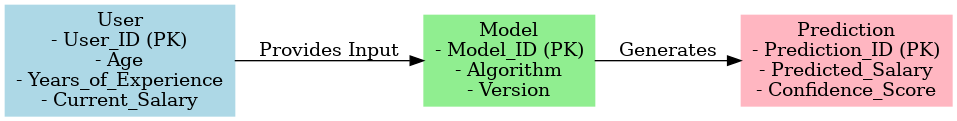 User
- User_ID (PK)
- Age
- Years_of_Experience
- Current_Salary
Provides Input
Model
- Model_ID (PK)
- Algorithm
- Version
Generates
Prediction
- Prediction_ID (PK)
- Predicted_Salary
- Confidence_Score